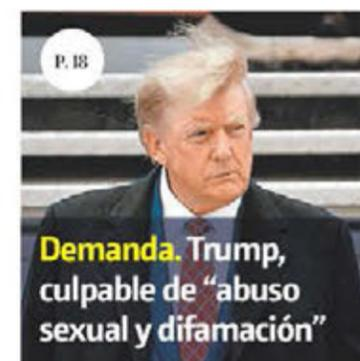 P. 18
Demanda. Trump,
culpable de “abuso
sexual y difamación”